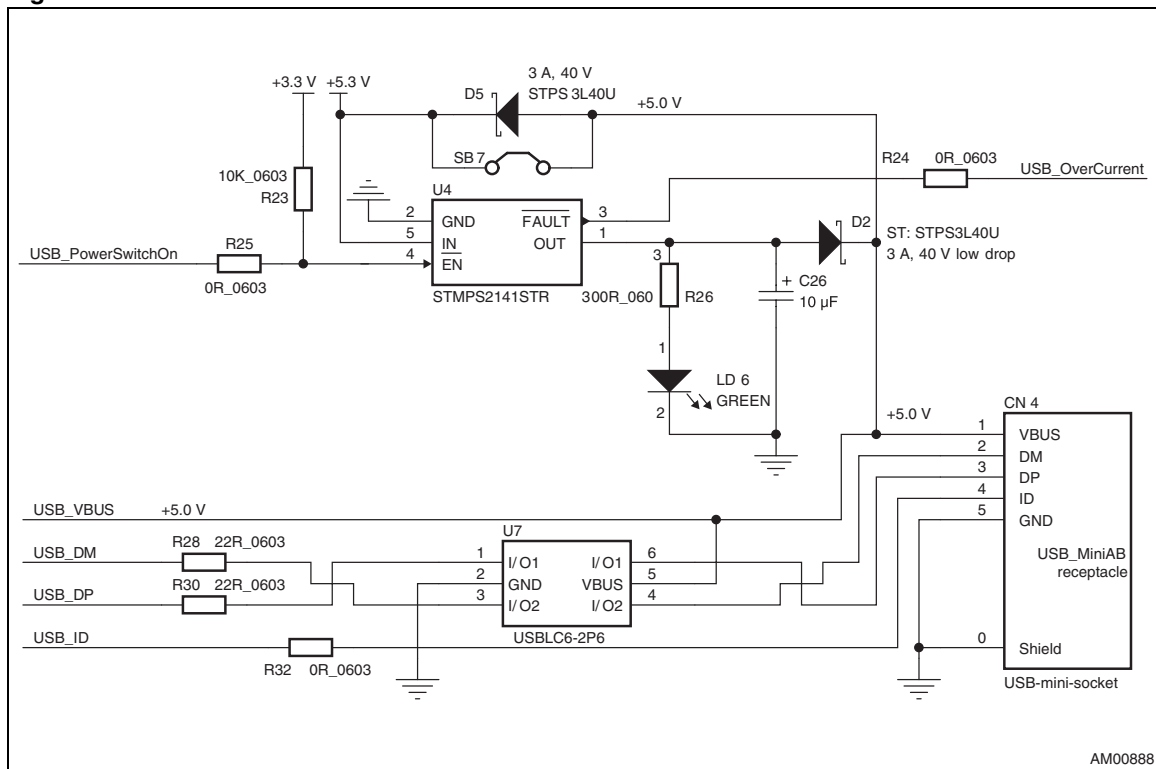 3 A, 40 V
+3.3 V +5.3 V
D5 STPS 3L40U
+5.0 V
SB 7
R24 0R_0603
USB_OverCurrent
10K_0603
R23
U4
2 GND FAULT 3
5 IN OUT 1
4 EN
STMPS2141STR
USB_PowerSwitchOn
R25
0R_0603
D2
ST: STPS3L40U
3 A, 40 V low drop
3
300R_060 R26
+ C26
10 µF
1
LD 6
GREEN
2
+5.0 V
CN 4
1 VBUS
2 DM
3 DP
4 ID
5 GND
USB_MiniAB
receptacle
0 Shield
USB-mini-socket
USB_VBUS +5.0 V
USB_DM R28 22R_0603
USB_DP R30 22R_0603
USB_ID
R32 0R_0603
U7
1 I/O1 I/O1 6
2 GND VBUS 5
3 I/O2 I/O2 4
USBLC6-2P6
AM00888